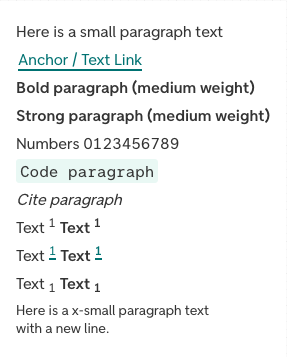 Here is a small paragraph text
Anchor / Text Link
Bold paragraph (medium weight)
Strong paragraph (medium weight)
Numbers 0123456789
Code paragraph
Cite paragraph
Text ¹ Text ¹
Text ¹ Text ¹
Text ₁ Text ₁
Here is a x-small paragraph text
with a new line.